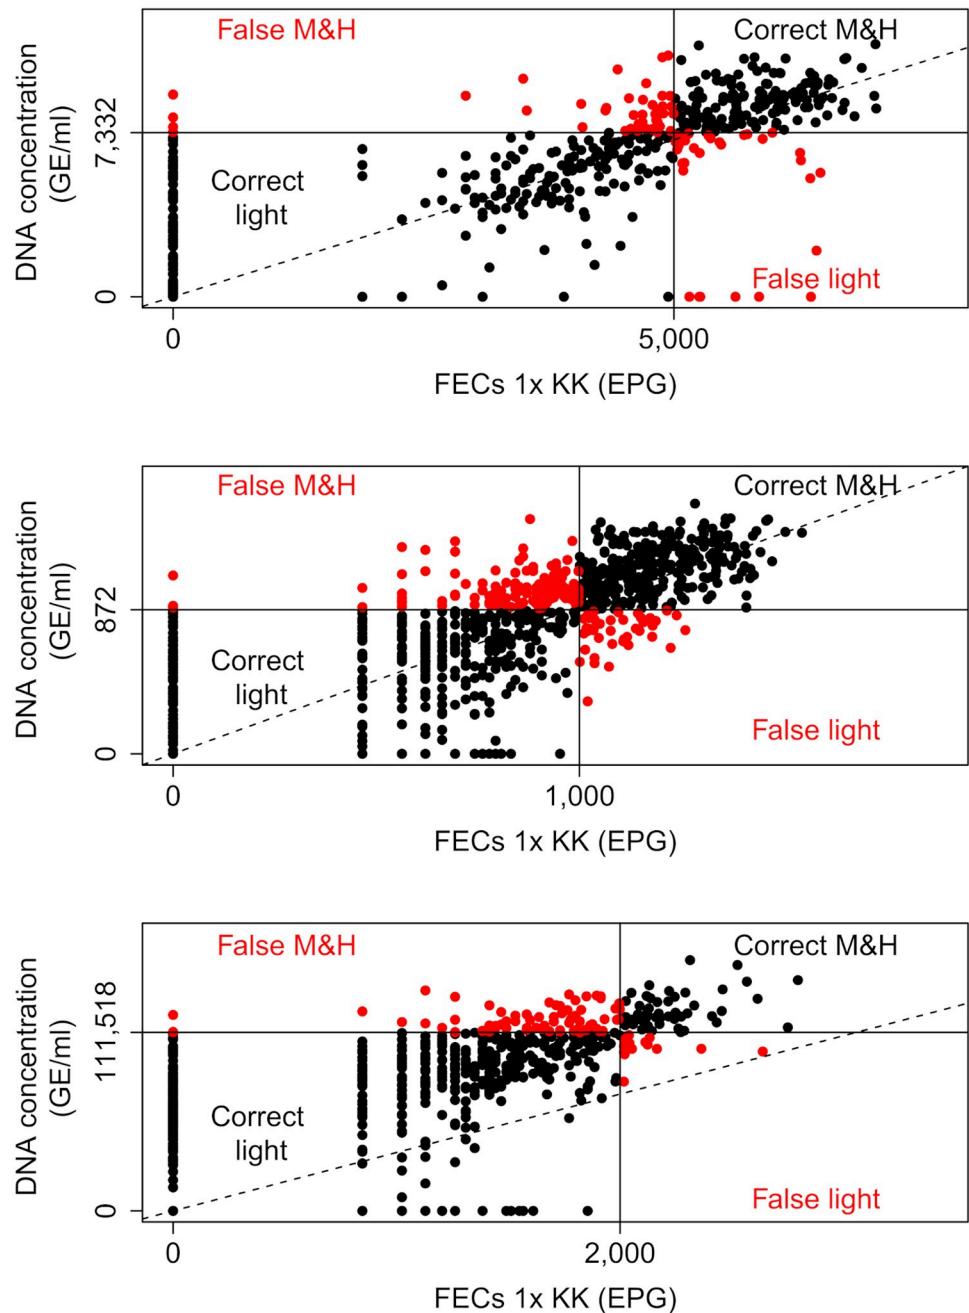 False M&H
Correct M&H
DNA concentration
(GE/ml)
7,332
Correct
light
False light
0
0
5,000
FECs 1x KK (EPG)
False M&H
Correct M&H
DNA concentration
(GE/ml)
872
Correct
light
False light
0
0
1,000
FECs 1x KK (EPG)
False M&H
Correct M&H
DNA concentration
(GE/ml)
111,518
Correct
light
False light
0
0
2,000
FECs 1x KK (EPG)